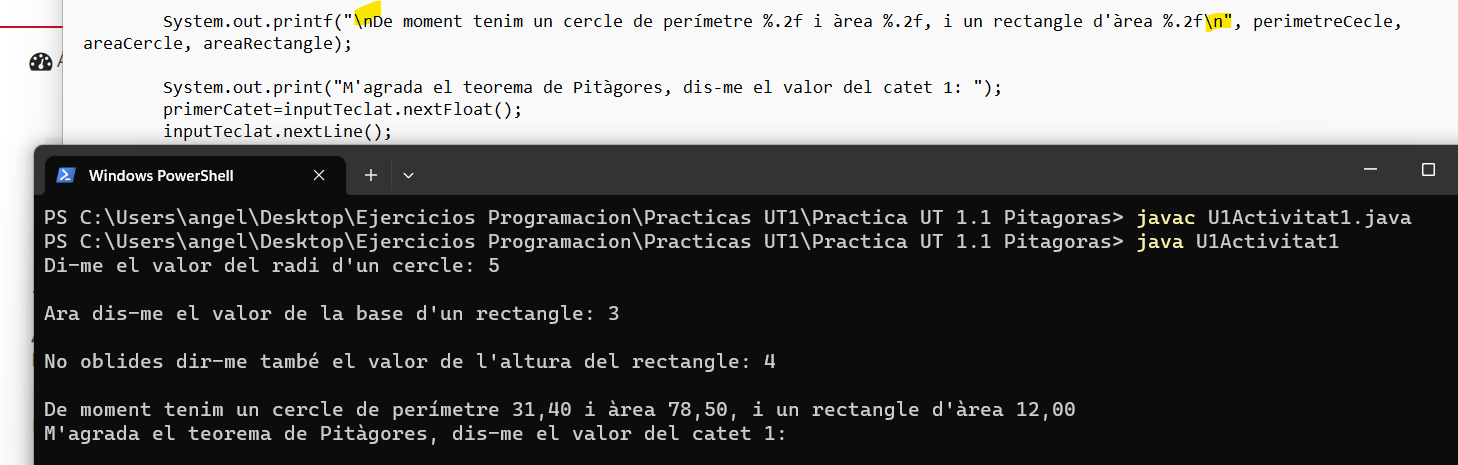 System.out.printf("\nDe moment tenim un cercle de perímetre %.2f i àrea %.2f, i un rectangle d'àrea %.2f\n", perimetreCecle,
areaCercle, areaRectangle);
System.out.print("M'agrada el teorema de Pitàgores, dis-me el valor del catet 1: ");
primerCatet=inputTeclat.nextFloat();
inputTeclat.nextLine();
Windows PowerShell
PS C:\Users\angel\Desktop\Ejercicios Programacion\Practicas UT1\Practica UT 1.1 Pitagoras> javac U1Activitat1.java
PS C:\Users\angel\Desktop\Ejercicios Programacion\Practicas UT1\Practica UT 1.1 Pitagoras> java U1Activitat1
Di-me el valor del radi d'un cercle: 5
Ara dis-me el valor de la base d'un rectangle: 3
No oblides dir-me també el valor de l'altura del rectangle: 4
De moment tenim un cercle de perímetre 31,40 i àrea 78,50, i un rectangle d'àrea 12,00
M'agrada el teorema de Pitàgores, dis-me el valor del catet 1: